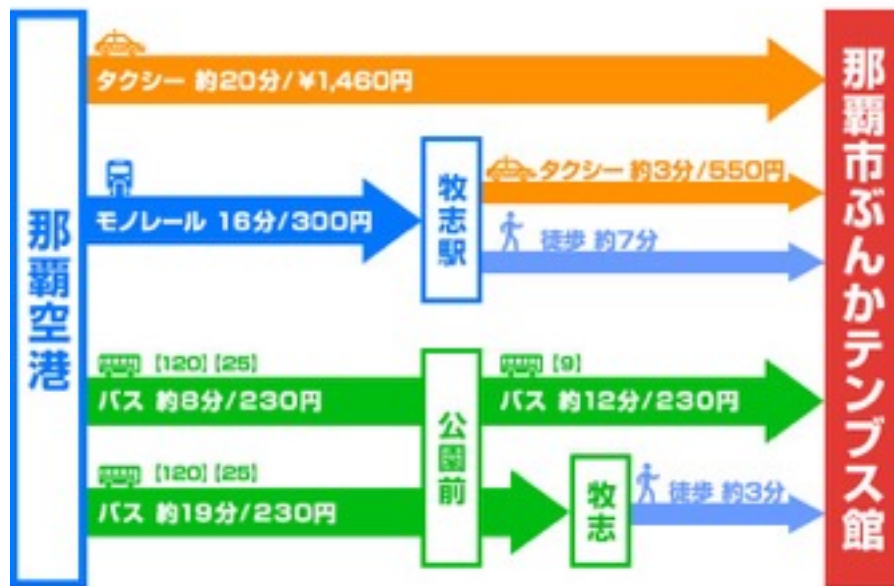 那覇空港
タクシー 約20分/¥1,460円
モノレール 16分/300円
牧志駅
タクシー 約3分/550円
徒歩 約7分
【120】【25】
バス 約8分/230円
公園前
【9】
バス 約12分/230円
【120】【25】
バス 約19分/230円
牧志
徒歩 約3分
那覇市ぶんかテンブス館